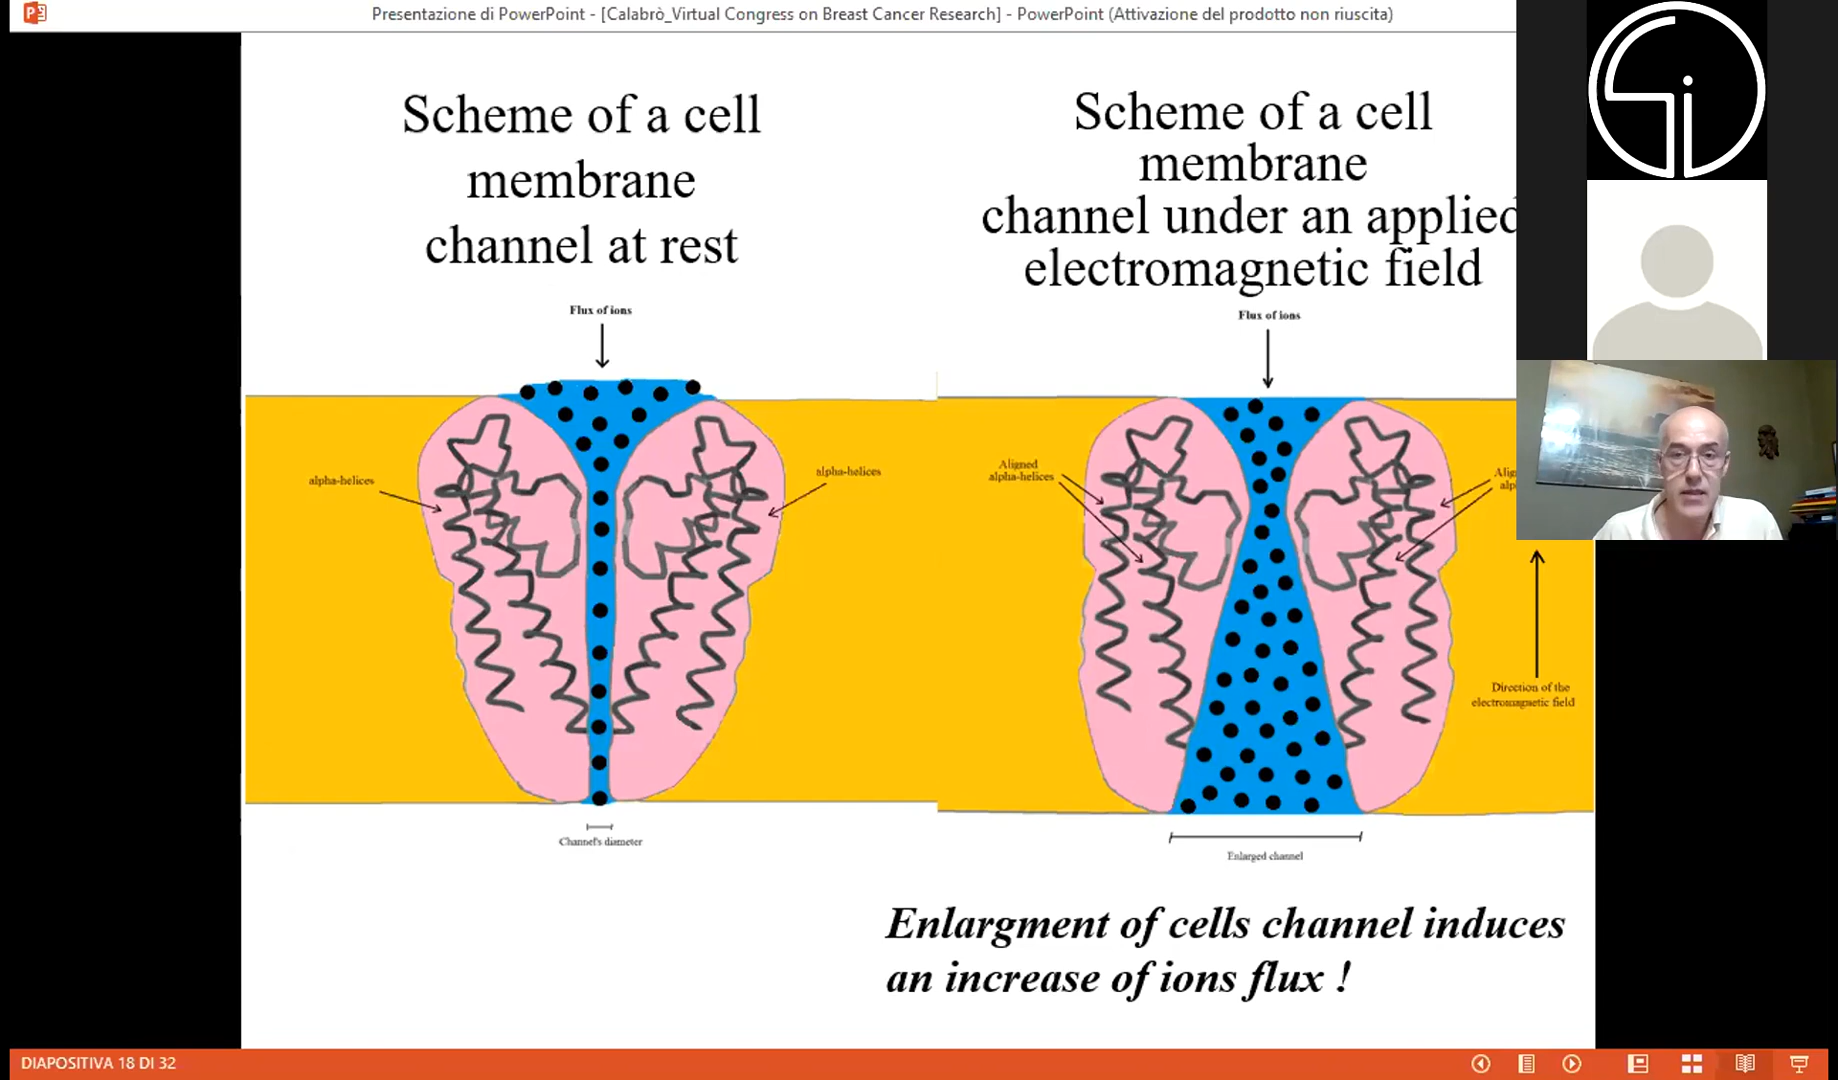 Presentazione di PowerPoint - [Calabrò_Virtual Congress on Breast Cancer Research] - PowerPoint (Attivazione del prodotto non riuscita)
Scheme of a cell
membrane
channel at rest
Flux of ions
alpha-helices
alpha-helices
Channel's diameter
Scheme of a cell
membrane
channel under an applied
electromagnetic field
Flux of ions
Aligned
alpha-helices
Direction of the
electromagnetic field
Enlarged channel
Enlargment of cells channel induces
an increase of ions flux !
DIAPOSITIVA 18 DI 32